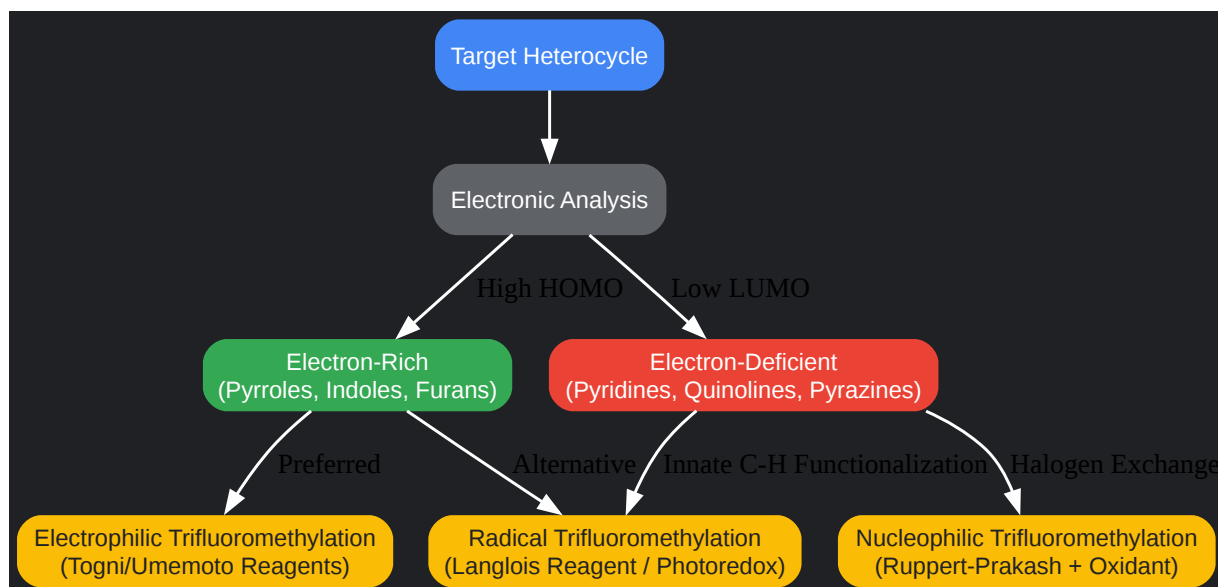 Target Heterocycle
Electronic Analysis
High HOMO
Low LUMO
Electron-Rich
(Pyrroles, Indoles, Furans)
Electron-Deficient
(Pyridines, Quinolines, Pyrazines)
Preferred
Alternative
Innate C-H Functionalization
Halogen Exchange
Electrophilic Trifluoromethylation
(Togni/Umemoto Reagents)
Radical Trifluoromethylation
(Langlois Reagent / Photoredox)
Nucleophilic Trifluoromethylation
(Ruppert-Prakash + Oxidant)